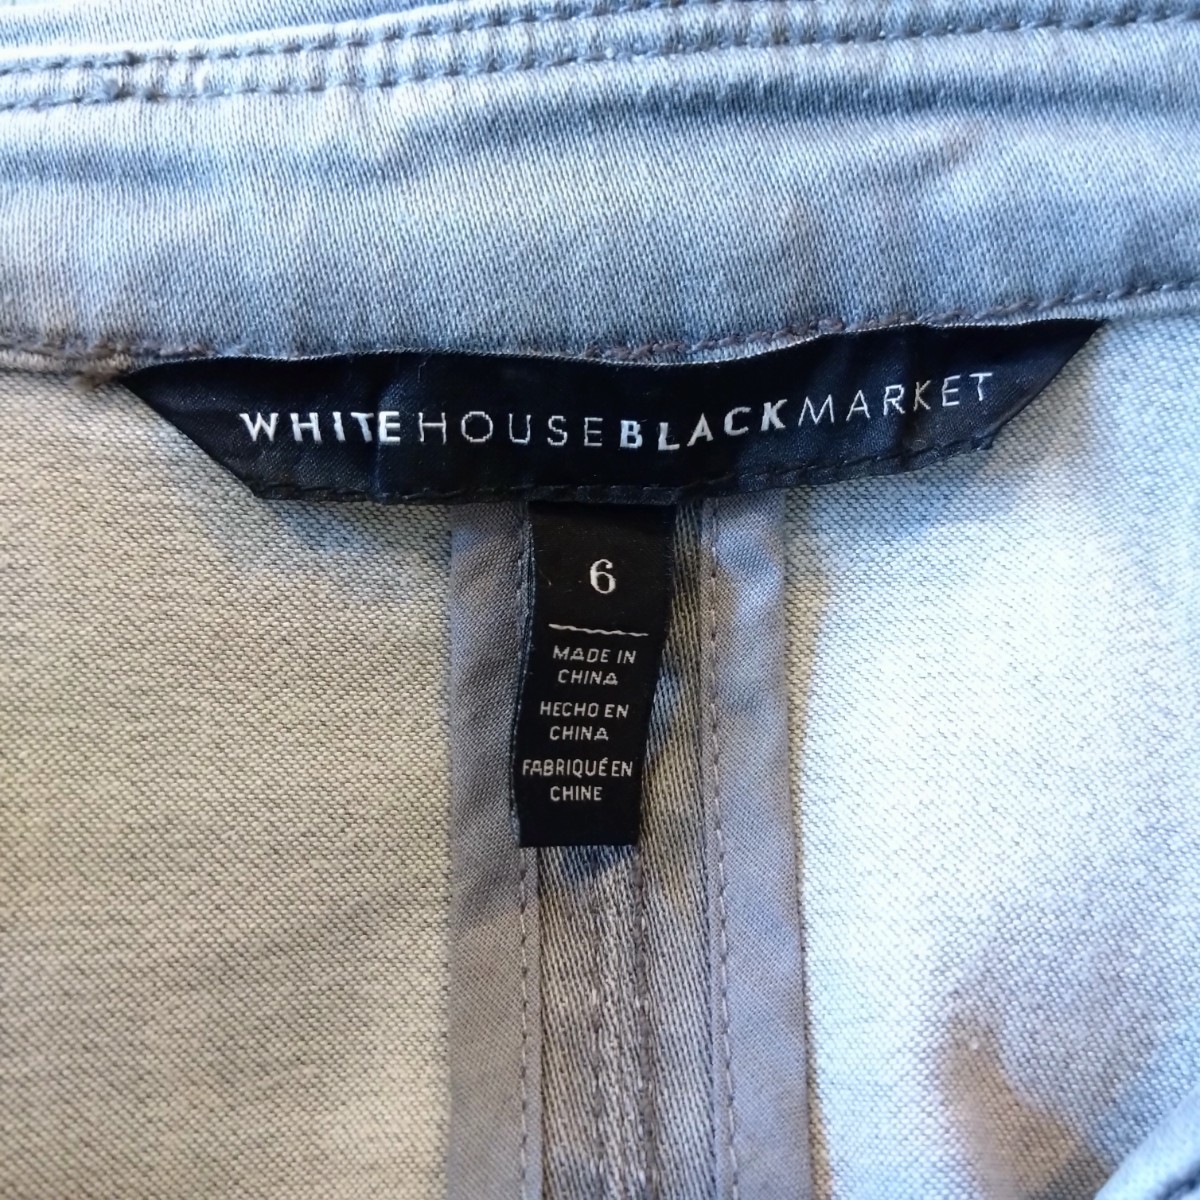 WHITEHOUSEBLACKMARKET
6
MADE IN
CHINA
HECHO EN
CHINA
FABRIQUÉ EN
CHINE